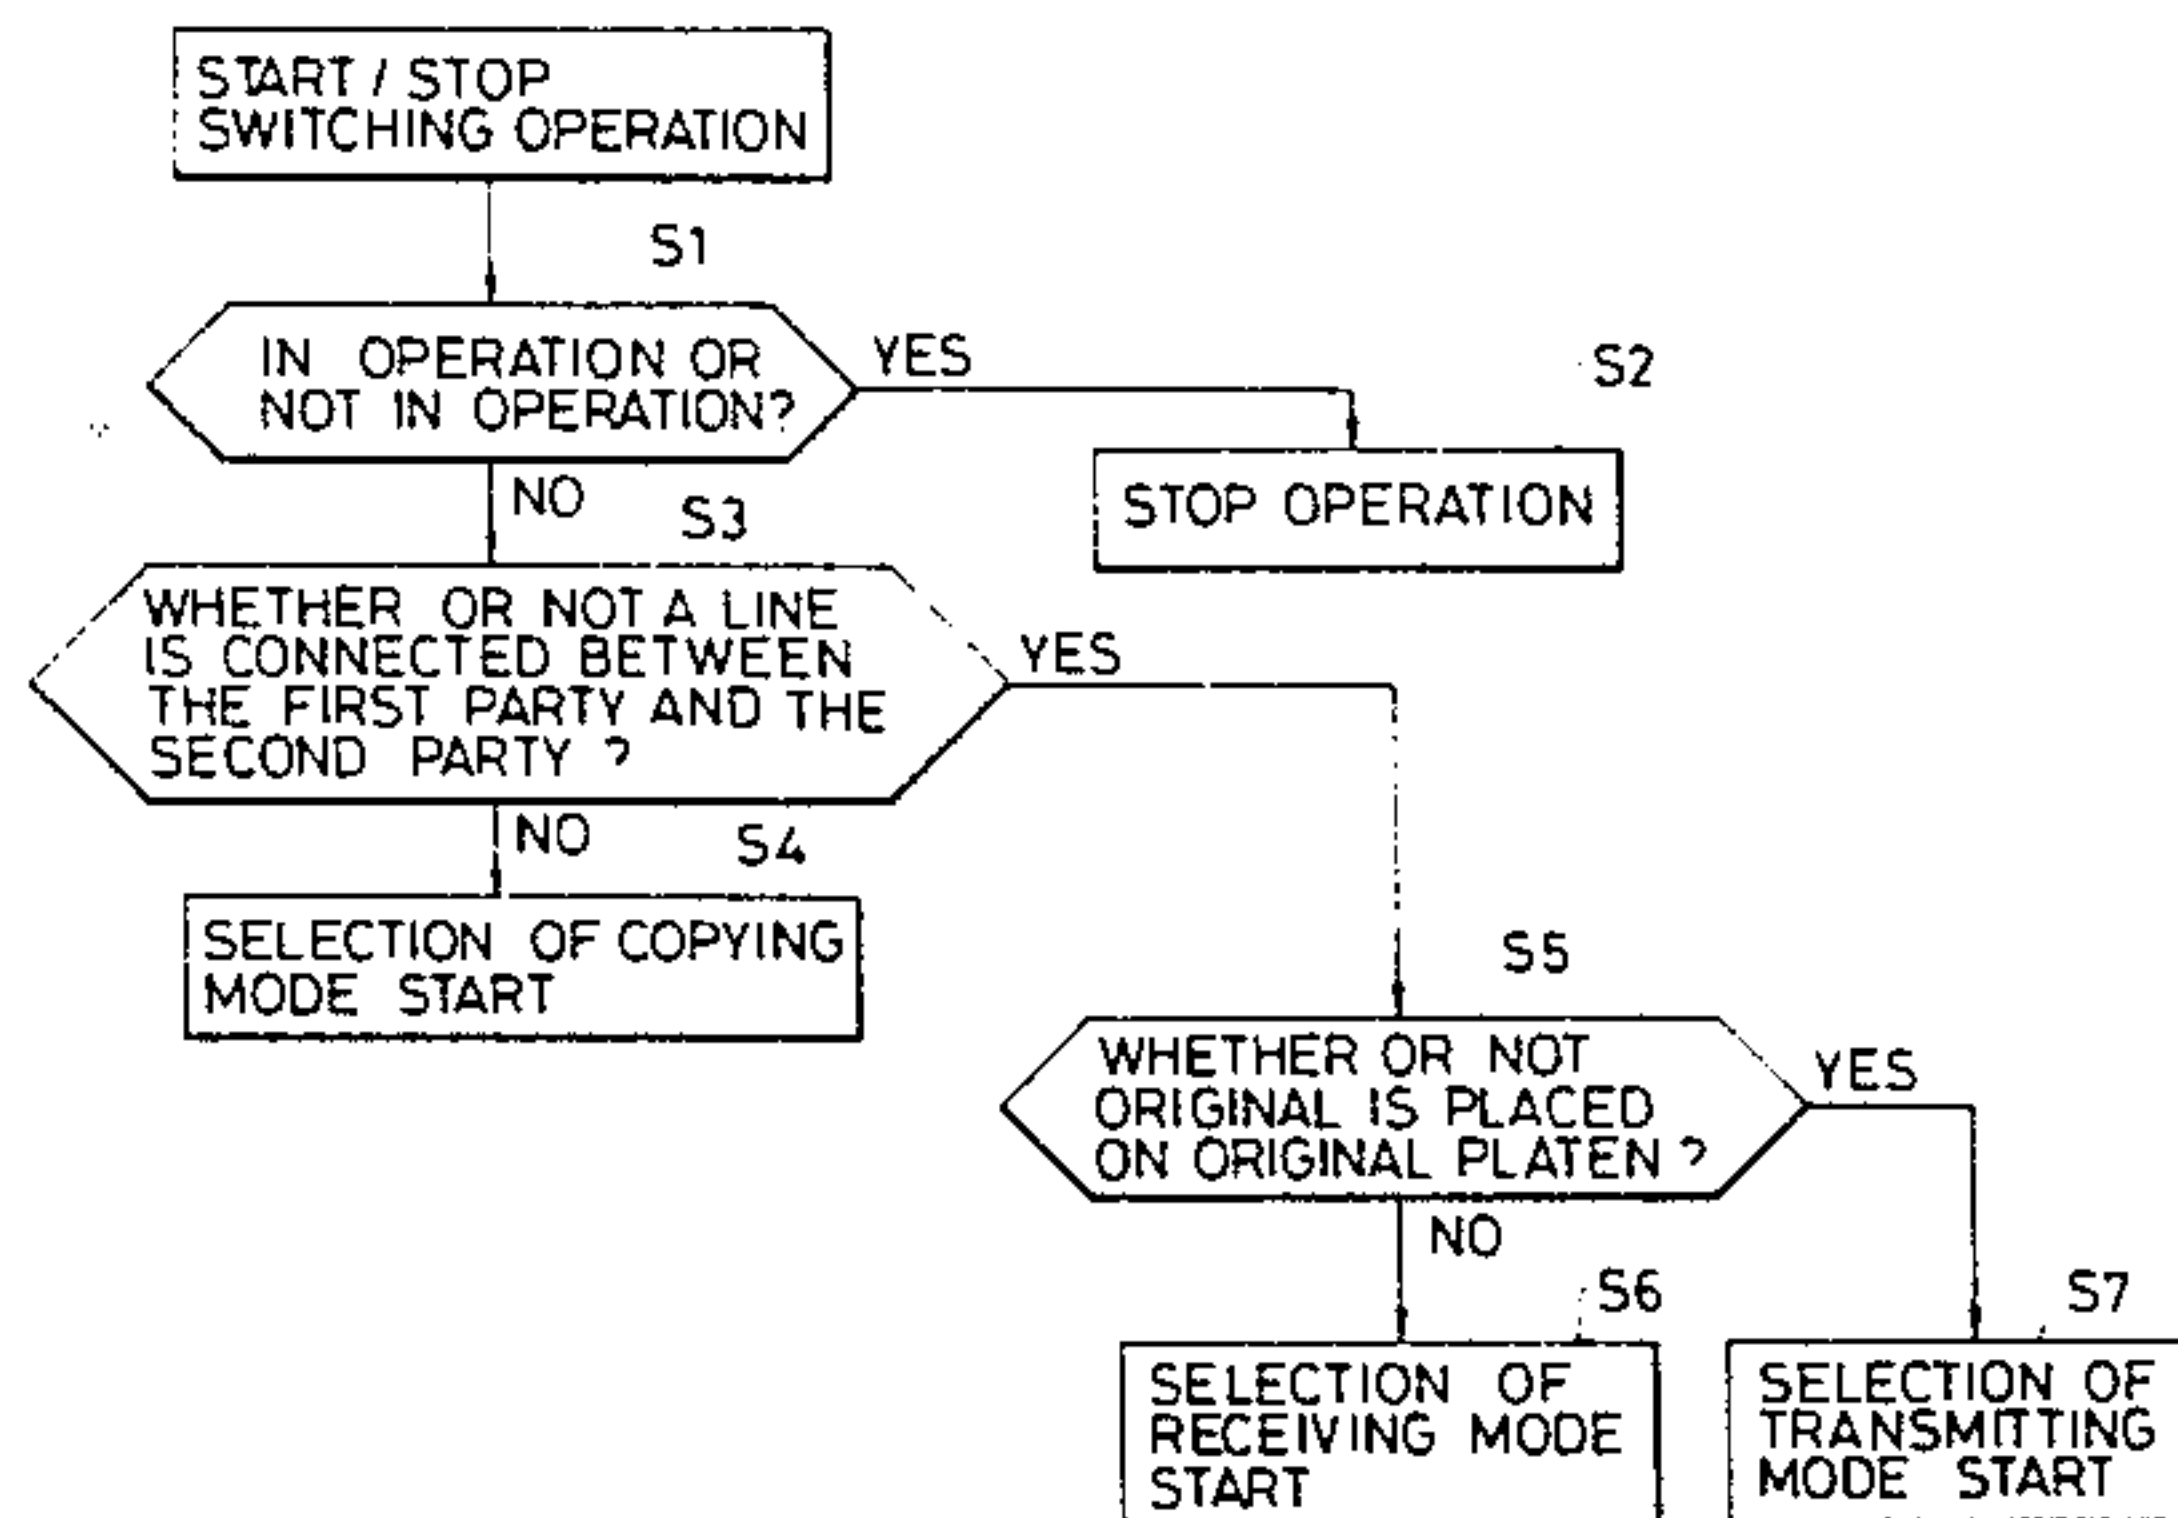 START / STOP
SWITCHING OPERATION
S1
IN OPERATION OR
NOT IN OPERATION?
YES
S2
STOP OPERATION
NO
S3
WHETHER OR NOT A LINE
IS CONNECTED BETWEEN
THE FIRST PARTY AND THE
SECOND PARTY ?
YES
NO
S4
SELECTION OF COPYING
MODE START
S5
WHETHER OR NOT
ORIGINAL IS PLACED
ON ORIGINAL PLATEN ?
YES
NO
S6
SELECTION OF
RECEIVING MODE
START
S7
SELECTION OF
TRANSMITTING
MODE START